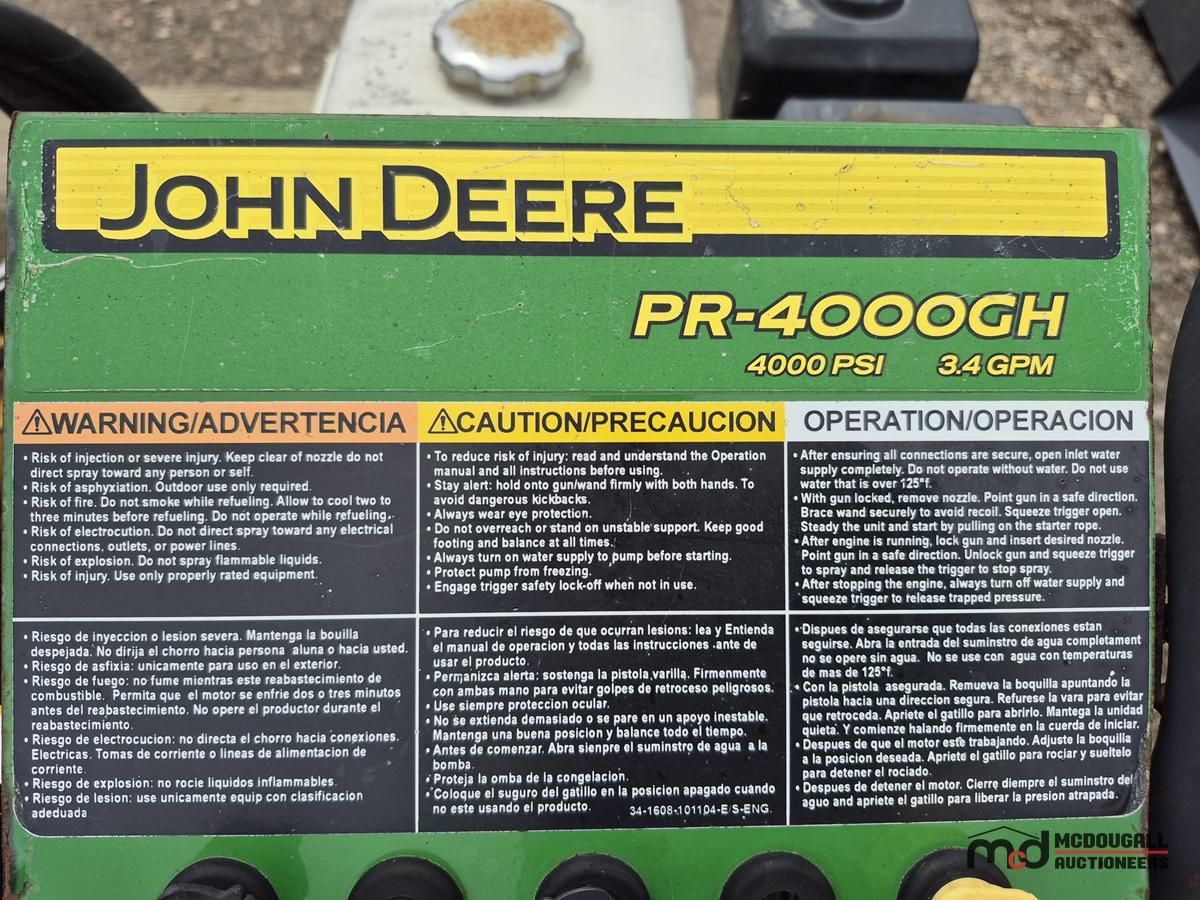 JOHN DEERE
PR-4000GH
4000 PSI 3.4 GPM
WARNING/ADVERTENCIA
• Risk of injection or severe injury. Keep clear of nozzle do not
direct spray toward any person or self.
• Risk of asphyxiation. Outdoor use only required.
• Risk of fire. Do not smoke while refueling. Allow to cool two to
three minutes before refueling. Do not operate while refueling.
• Risk of electrocution. Do not direct spray toward any electrical
connections, outlets, or power lines.
• Risk of explosion. Do not spray flammable liquids.
• Risk of injury. Use only properly rated equipment.
• Riesgo de inyeccion o lesion severa. Mantenga la bouilla
despejada. No dirija el chorro hacia persona aluna o hacia usted.
• Riesgo de asfixia: unicamente para uso en el exterior.
• Riesgo de fuego: no fume mientras este reabastecimiento de
combustible. Permita que el motor se enfrie dos o tres minutos
antes del reabastecimiento. No opere el productor durante el
reabastecimiento.
• Riesgo de electrocucion: no directa el chorro hacia conexiones.
Electricas. Tomas de corriente o lineas de alimentacion de
corriente.
• Riesgo de explosion: no rocie liquidos inflammables.
• Riesgo de lesion: use unicamente equip con clasificacion
adeduada
CAUTION/PRECAUCION
• To reduce risk of injury: read and understand the Operation
manual and all instructions before using.
• Stay alert: hold onto gun/wand firmly with both hands. To
avoid dangerous kickbacks.
• Always wear eye protection.
• Do not overreach or stand on unstable support. Keep good
footing and balance at all times.
• Always turn on water supply to pump before starting.
• Protect pump from freezing.
• Engage trigger safety lock-off when not in use.
• Para reducir el riesgo de que ocurran lesions: lea y Entienda
el manual de operacion y todas las instrucciones .ante de
usar el producto.
• Permanizca alerta: sostenga la pistola,varilla. Firmenmente
con ambas mano para evitar golpes de retroceso peligrosos.
• Use siempre protection ocular.
• No se extienda demasiado o se pare en un apoyo inestable.
Mantenga una buena posicion y balance todo el tiempo.
• Antes de comenzar. Abra sienpre el suminstro de agua a la
bomba.
• Proteja la omba de la congelacion.
• Coloque el suguro del gatillo en la posicion apagado cuando
no este usando el producto. 34-1608-101104-E/S-ENG.
OPERATION/OPERACION
• After ensuring all connections are secure, open inlet water
supply completely. Do not operate without water. Do not use
water that is over 125°f.
• With gun locked, remove nozzle. Point gun in a safe direction.
Brace wand securely to avoid recoil. Squeeze trigger open.
Steady the unit and start by pulling on the starter rope.
• After engine is running, lock gun and insert desired nozzle.
Point gun in a safe direction. Unlock gun and squeeze trigger
to spray and release the trigger to stop spray.
• After stopping the engine, always turn off water supply and
squeeze trigger to release trapped pressure.
• Dispues de asegurarse que todas las conexiones estan
seguirse. Abra la entrada del suminstro de agua completament
no se opere sin agua. No se use con agua con temperaturas
de mas de 125°f.
• Con la pistola asegurada. Remueva la boquilla apuntando la
pistola hacia una direccion segura. Refurese la vara para evitar
que retroceda. Apriete el gatillo para abrirlo. Mantega la unidad
quieta. Y comienze halando firmemente en la cuerda de iniciar.
• Despues de que el motor este trabajando. Adjuste la boquilla
a la posicion deseada. Apriete el gatillo para rociar y sueltelo
para detener el rociado.
• Despues de detener el motor. Cierre diempre el suminstro del
aguo and apriete el gatillo para liberar la presion atrapada.
mcd MCDOUGALL
AUCTIONEERS